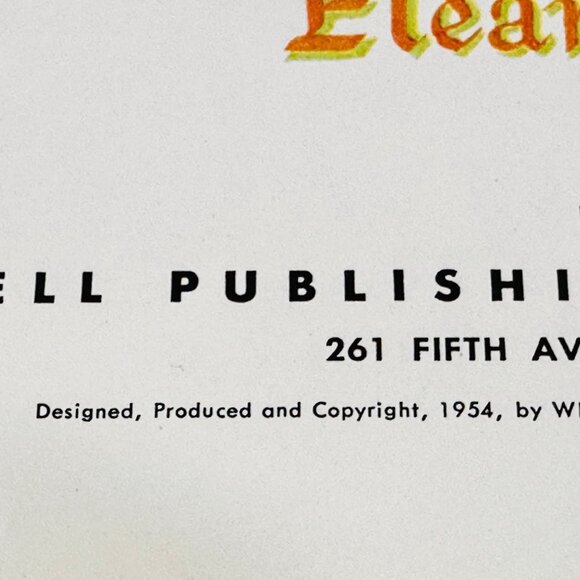 Elean
ELL PUBLISHI
261 FIFTH AV
Designed, Produced and Copyright, 1954, by W